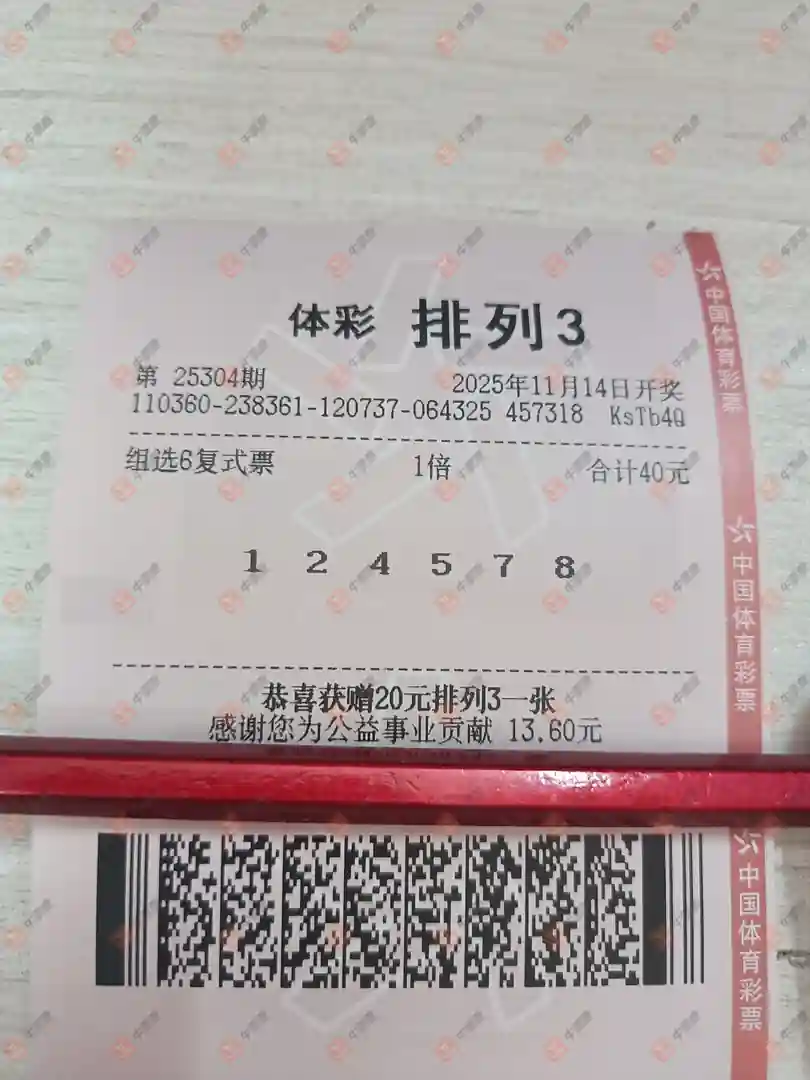 体彩 排列3
第 25304期 2025年11月14日开奖
110360-238361-120737-064325 457318 KsTb4Q
组选6复式票 1倍 合计40元
1 2 4 5 7 8
恭喜获赠20元排列3一张
感谢您为公益事业贡献 13.60元
中国体育彩票
中国体育彩票
中国体育彩票